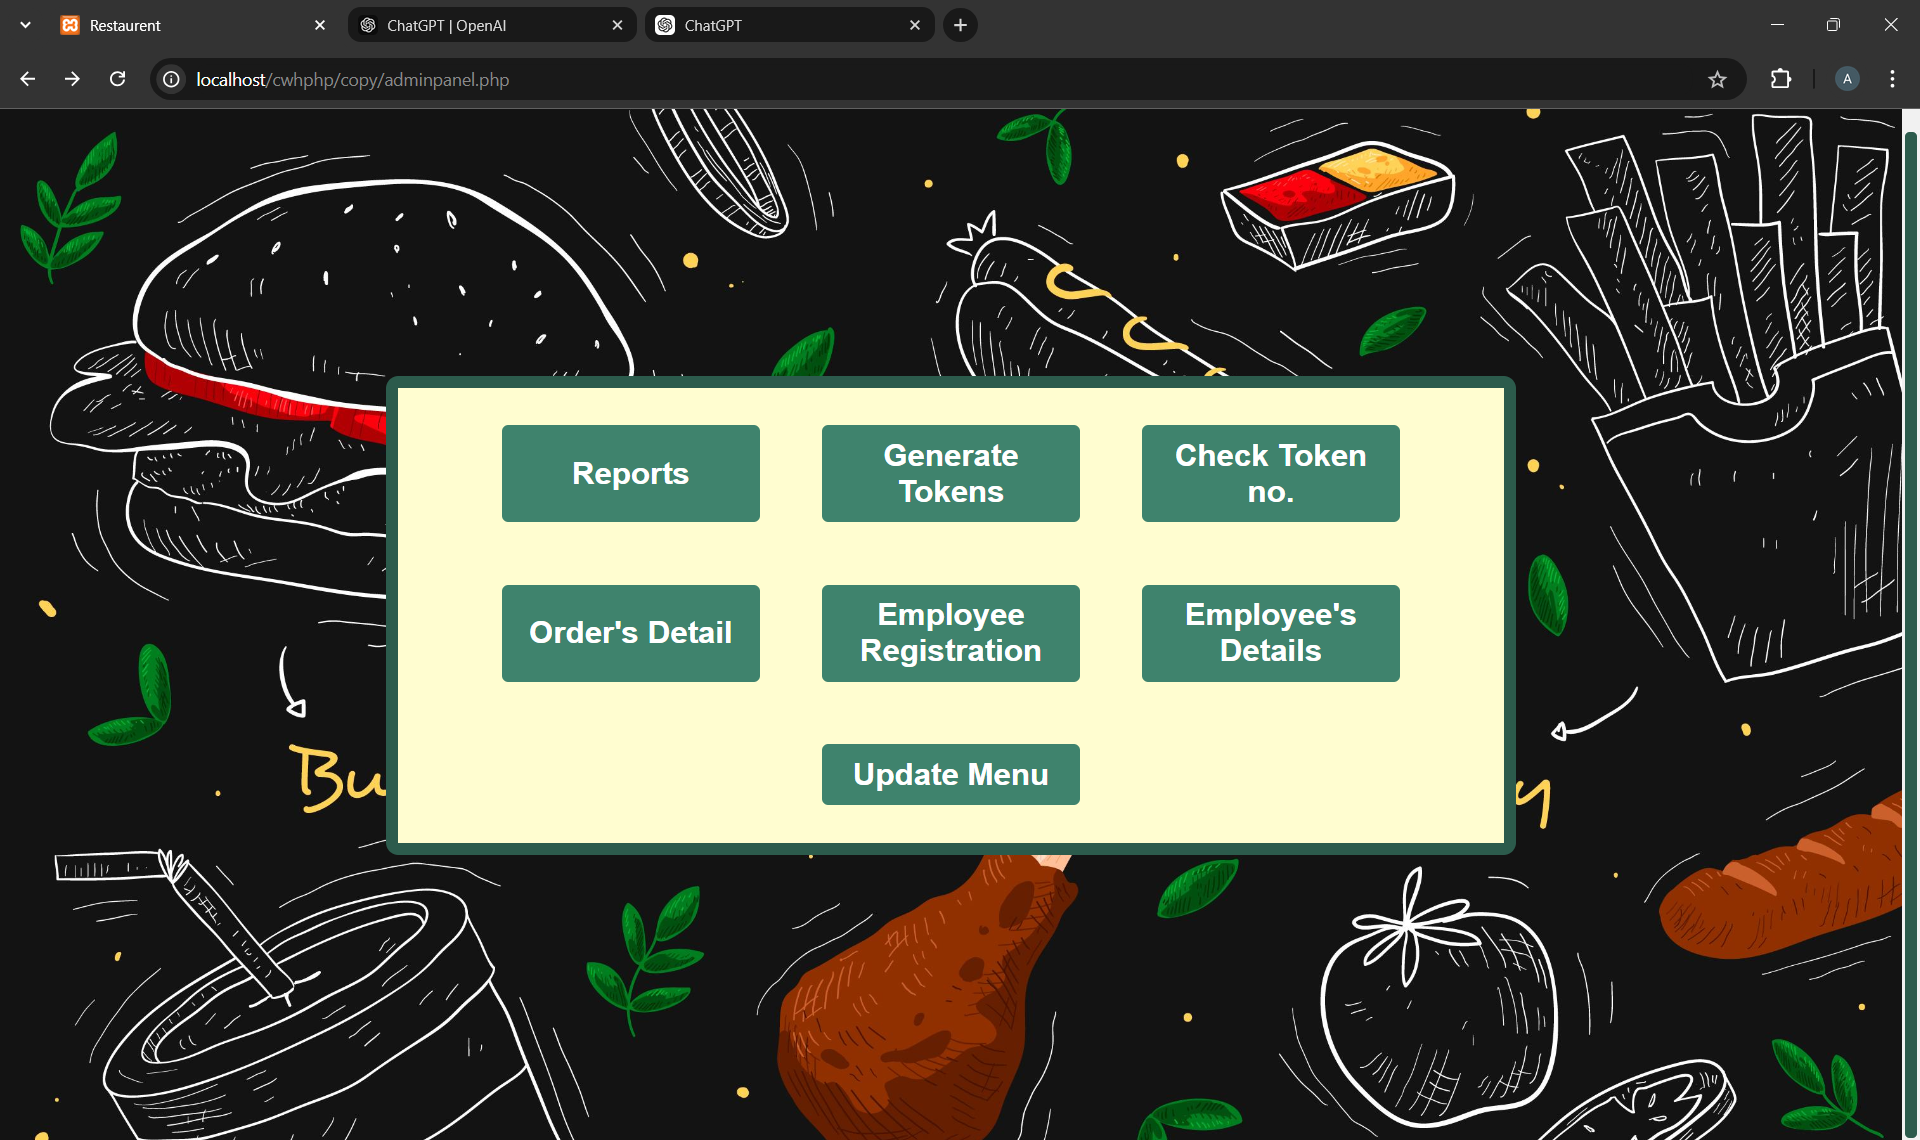 Restaurent
ChatGPT | OpenAI
ChatGPT
localhost/cwhphp/copy/adminpanel.php
A
Reports
Generate
Tokens
Check Token
no.
Order's Detail
Employee
Registration
Employee's
Details
Update Menu
Bu
y